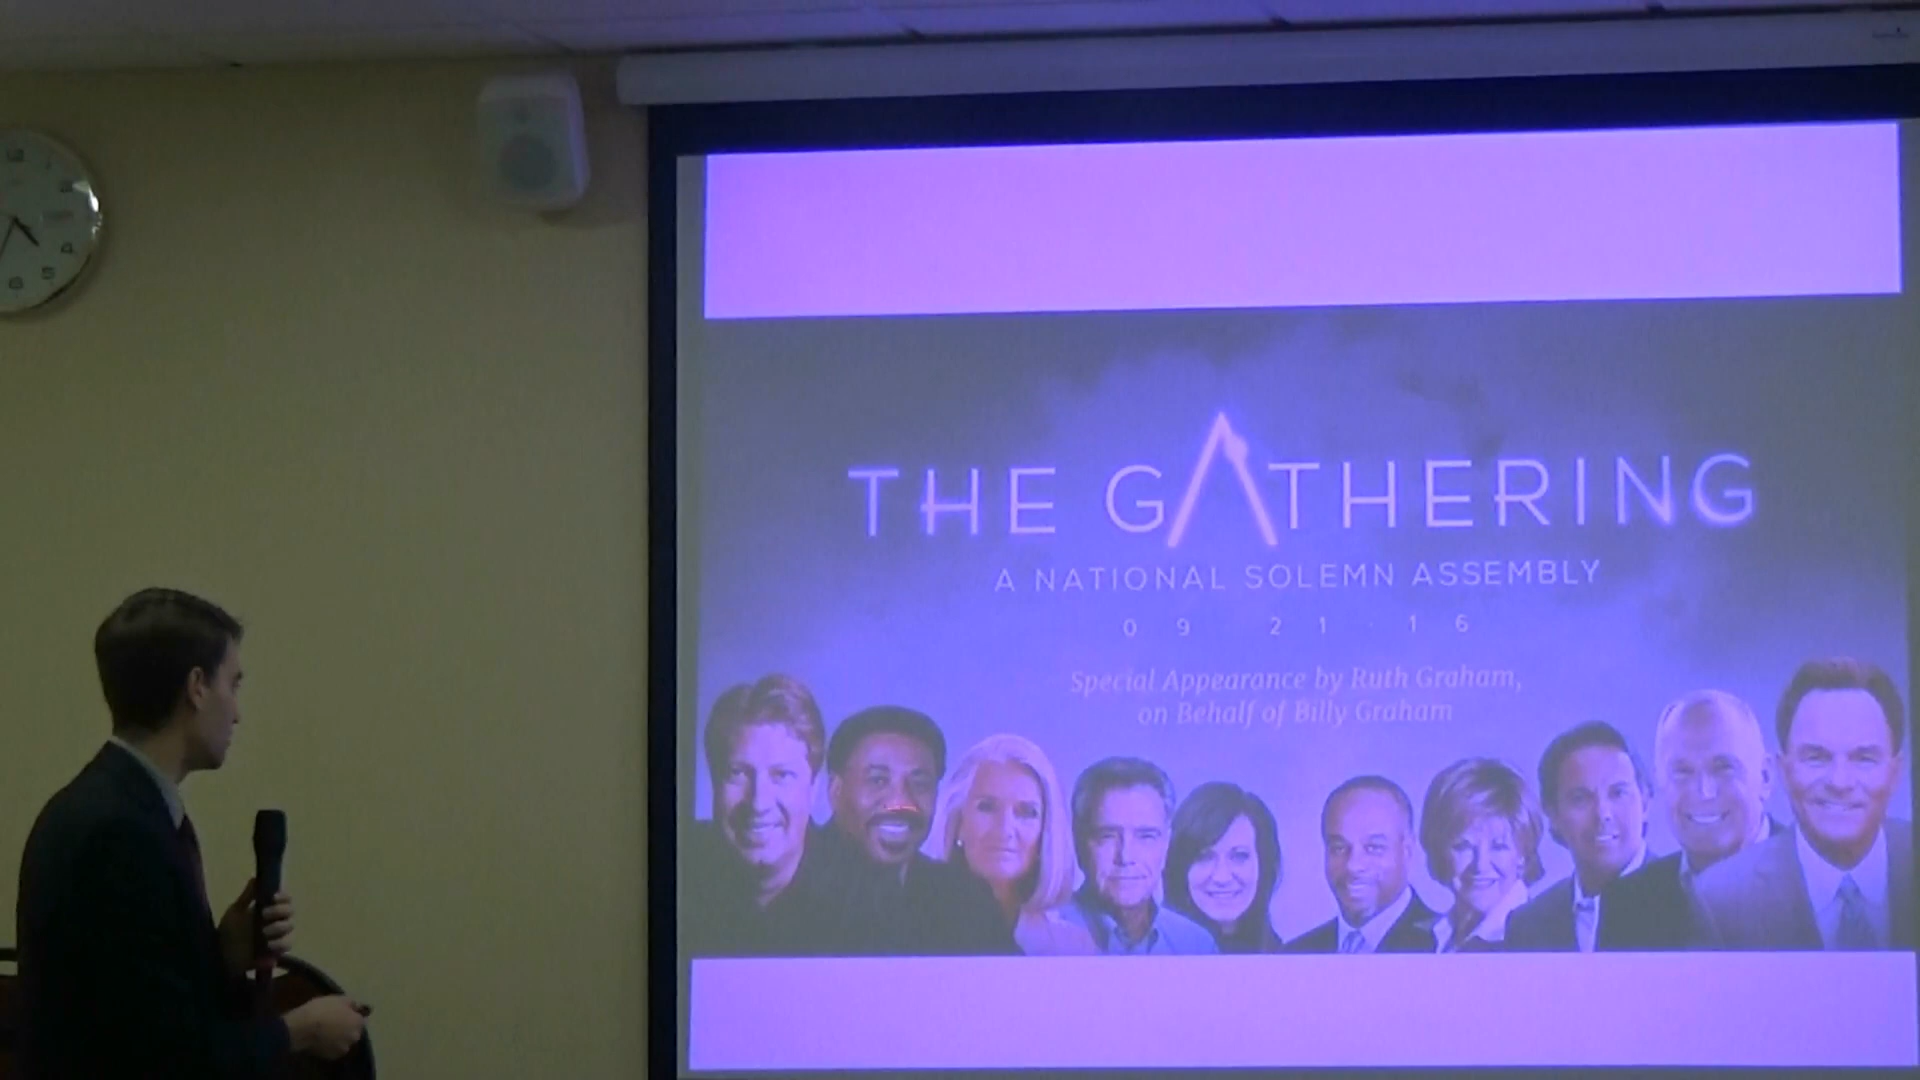 THE GATHERING
A NATIONAL SOLEMN ASSEMBLY
09 21 16
Special Appearance by Ruth Graham,
on Behalf of Billy Graham